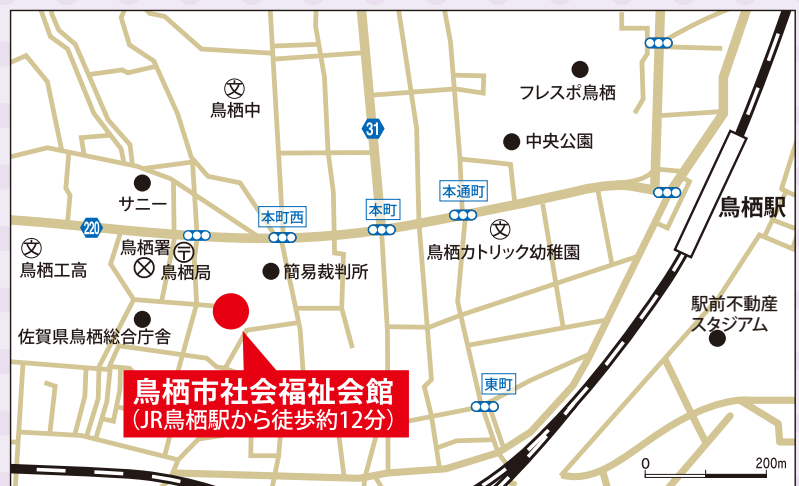 フレスポ鳥栖
文
鳥栖中
31
中央公園
サニー
本通町
本町
本町西
鳥栖駅
220
文
鳥栖工高
鳥栖署
〒
鳥栖局
文
鳥栖カトリック幼稚園
簡易裁判所
駅前不動産
スタジアム
佐賀県鳥栖総合庁舎
鳥栖市社会福祉会館
(JR鳥栖駅から徒歩約12分)
東町
0
200m